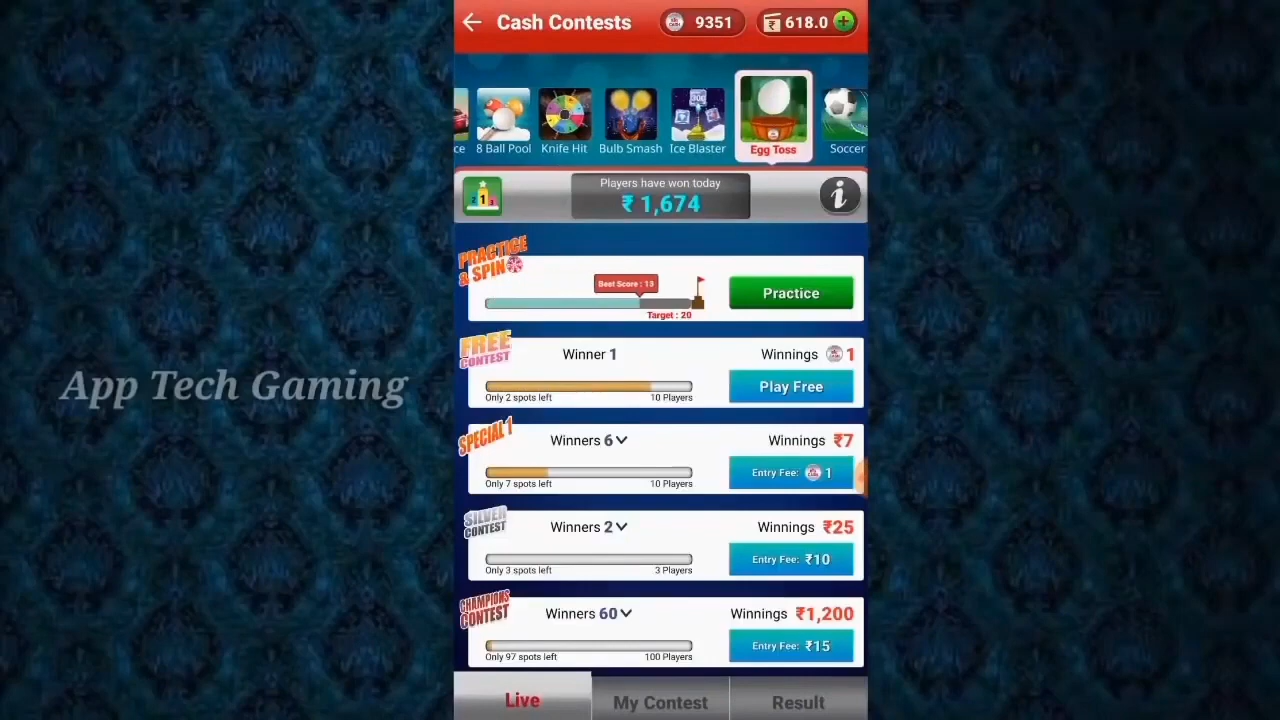 Cash Contests
9351
618.0
ce
8 Ball Pool
Knife Hit
Bulb Smash
Ice Blaster
300
Egg Toss
Soccer
Players have won today
₹ 1,674
PRACTICE
& SPIN
Best Score : 13
Target : 20
Practice
FREE
CONTEST
Winner 1
Winnings 1
Only 2 spots left
10 Players
Play Free
SPECIAL 1
Winners 6
Winnings ₹7
Only 7 spots left
10 Players
Entry Fee: 1
SILVER
CONTEST
Winners 2
Winnings ₹25
Only 3 spots left
3 Players
Entry Fee: ₹10
CHAMPIONS
CONTEST
Winners 60
Winnings ₹1,200
Only 97 spots left
100 Players
Entry Fee: ₹15
Live
My Contest
Result
App Tech Gaming